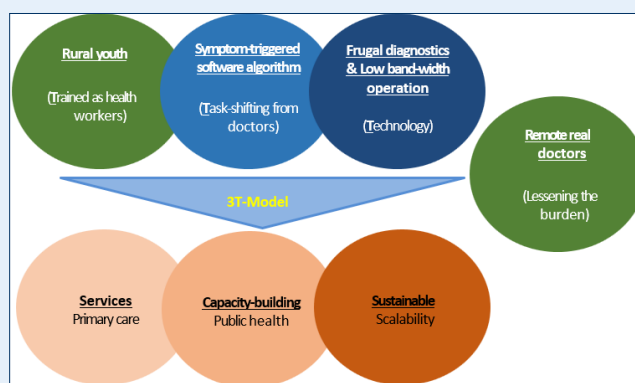 Rural youth
(Trained as health
workers)
Symptom-triggered
software algorithm
(Task-shifting from
doctors)
Frugal diagnostics
& Low band-width
operation
(Technology)
Remote real
doctors
(Lessening the
burden)
3T-Model
Services
Primary care
Capacity-building
Public health
Sustainable
Scalability